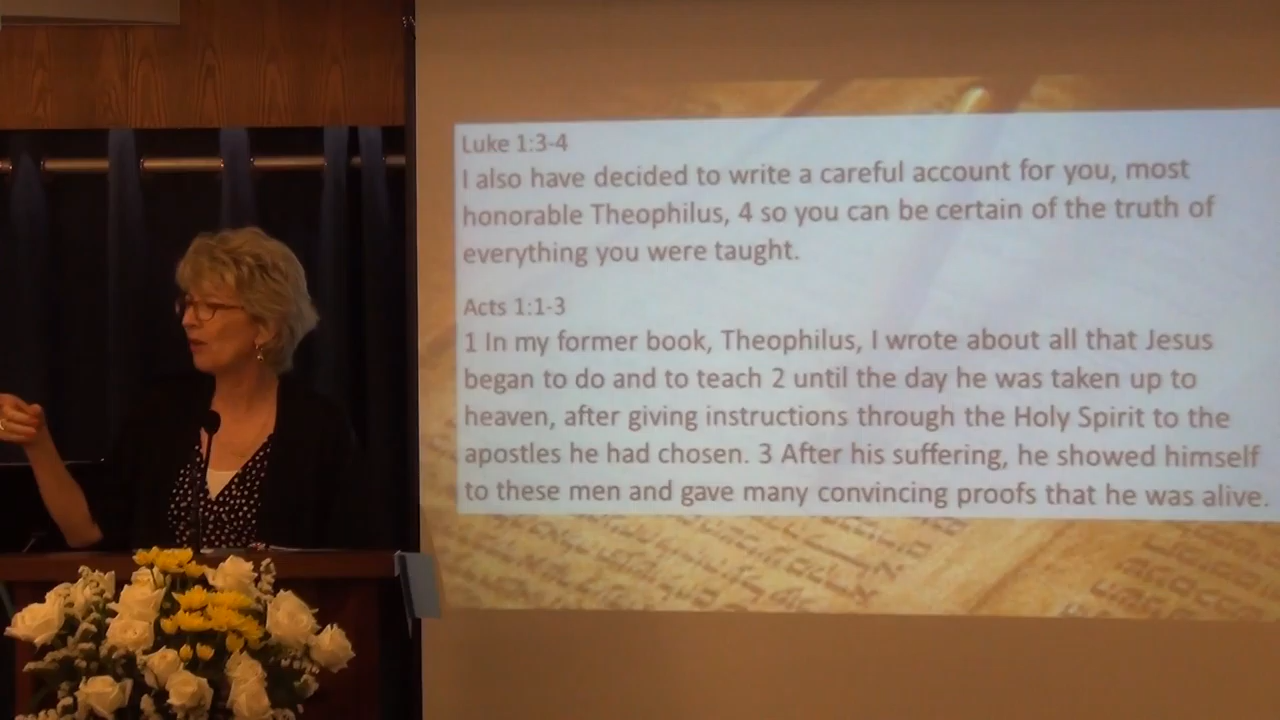 Luke 1:3-4
I also have decided to write a careful account for you, most
honorable Theophilus, 4 so you can be certain of the truth of
everything you were taught.
Acts 1:1-3
1 In my former book, Theophilus, I wrote about all that Jesus
began to do and to teach 2 until the day he was taken up to
heaven, after giving instructions through the Holy Spirit to the
apostles he had chosen. 3 After his suffering, he showed himself
to these men and gave many convincing proofs that he was alive.